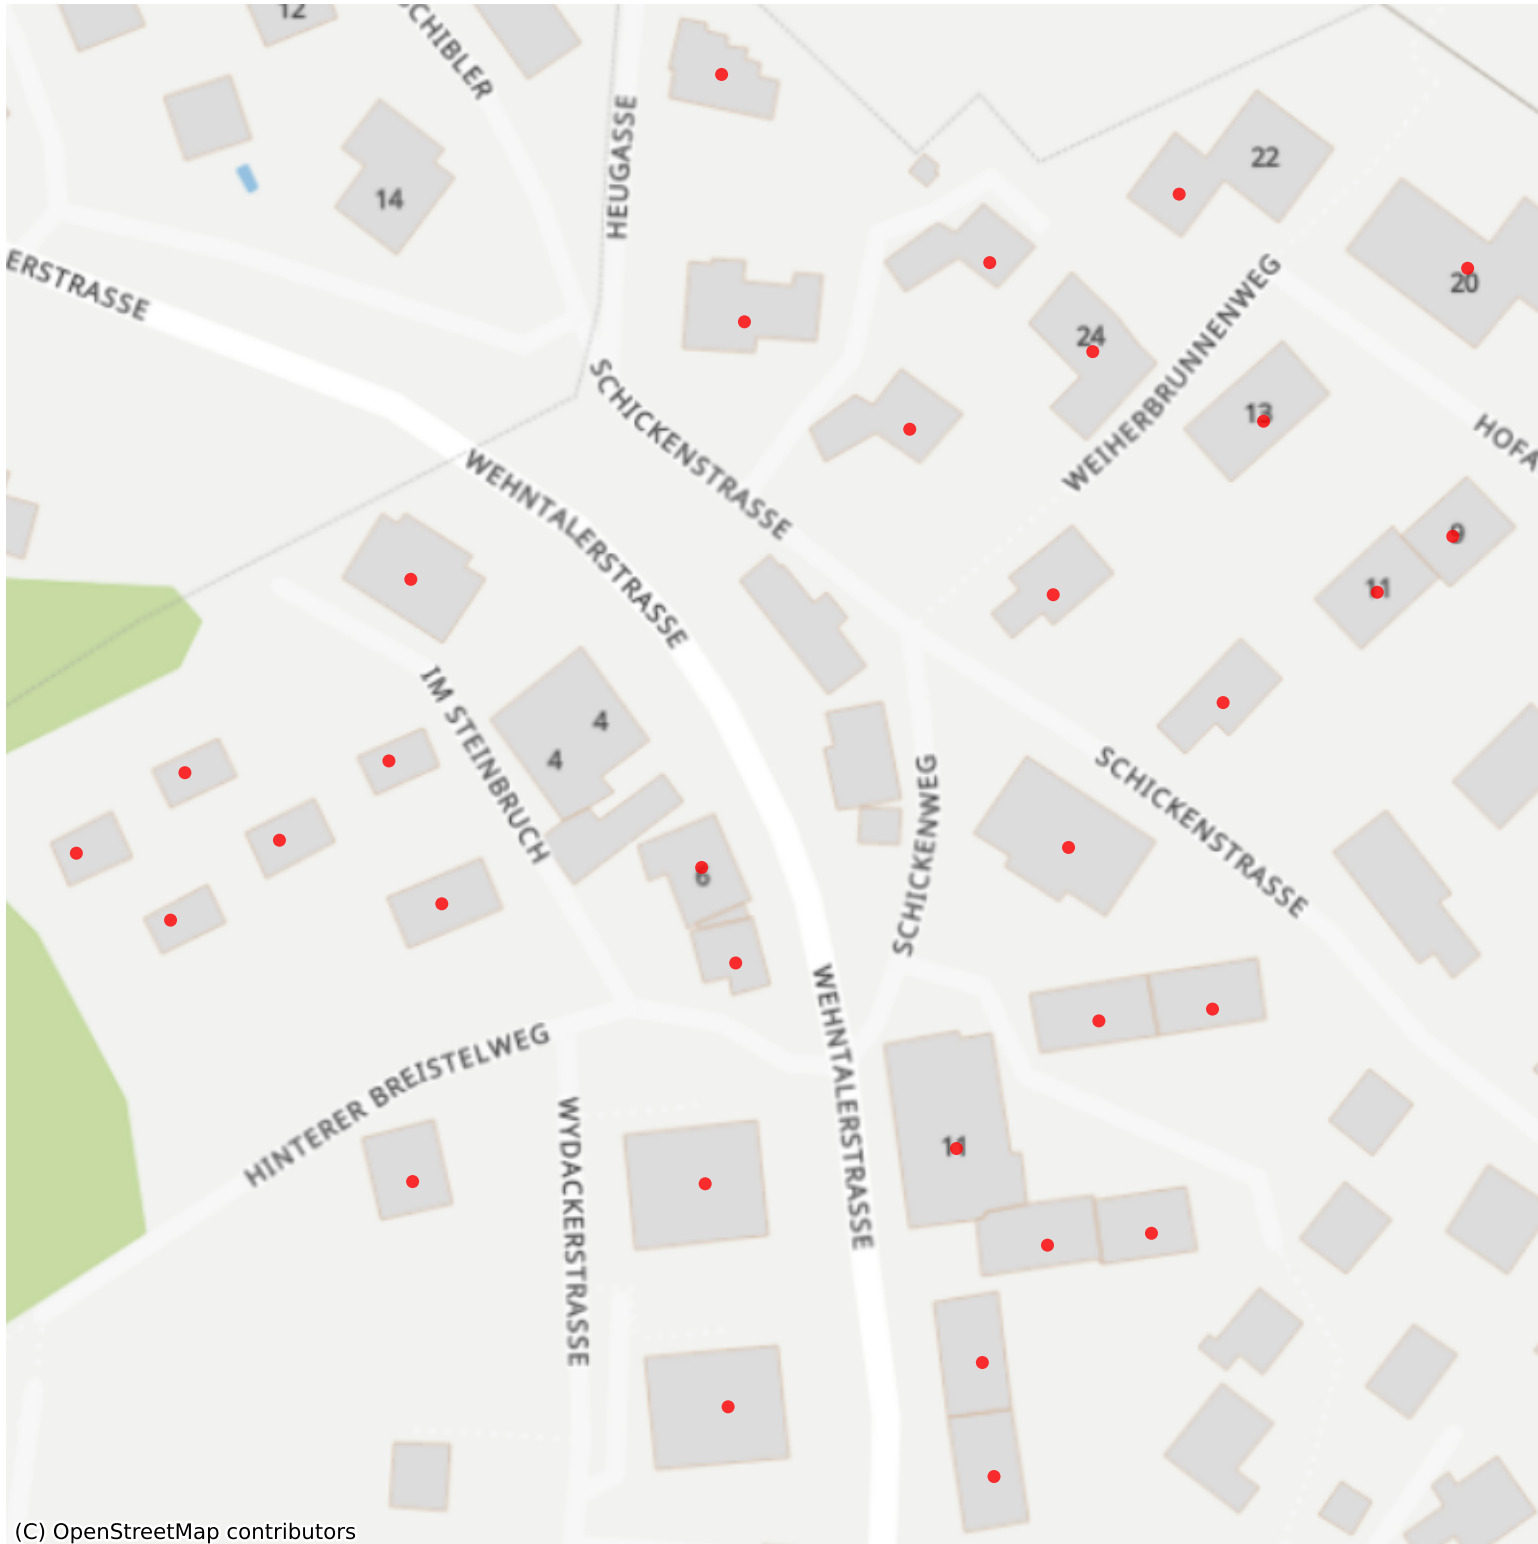 12
SCHIBLER
HEUGASSE
14
22
20
ERSTRASSE
24
WEIHERBRUNNENWEG
SCHICKENSTRASSE
13
HOFA
WEHNTALERSTRASSE
9
11
IM STEINBRUCH
4
4
SCHICKENWEG
SCHICKENSTRASSE
6
WEHNTALERSTRASSE
HINTERER BREISTELWEG
WYDACKERSTRASSE
11
(C) OpenStreetMap contributors